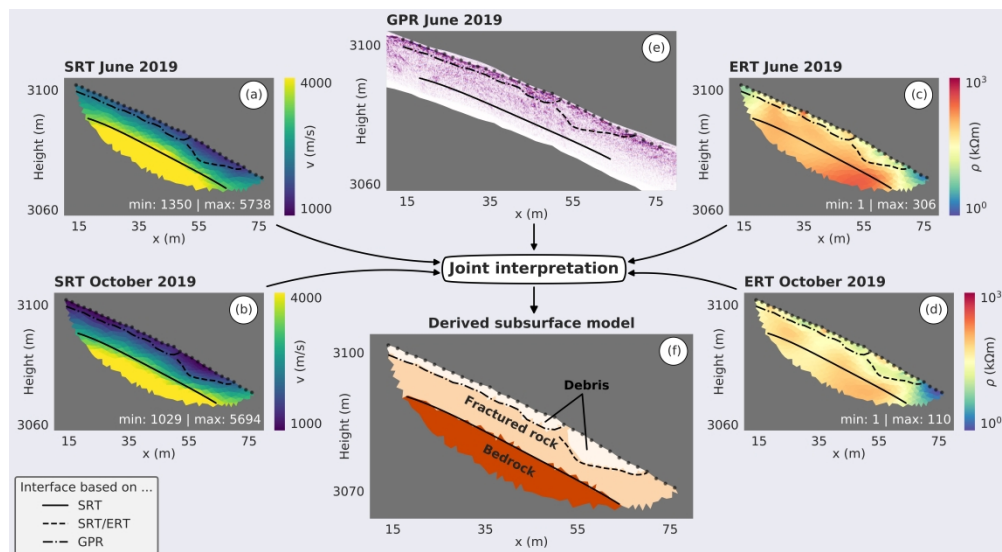 GPR June 2019
3100
(e)
Height (m)
3060
15
35
55
75
x (m)
SRT June 2019
3100
(a)
Height (m)
3060
min: 1350 | max: 5738
15
35
55
75
x (m)
4000
v (m/s)
1000
ERT June 2019
3100
(c)
Height (m)
3060
min: 1 | max: 306
15
35
55
75
x (m)
10³
ρ (kΩm)
10⁰
Joint interpretation
SRT October 2019
3100
(b)
Height (m)
3060
min: 1029 | max: 5694
15
35
55
75
x (m)
4000
v (m/s)
1000
ERT October 2019
3100
(d)
Height (m)
3060
min: 1 | max: 110
15
35
55
75
x (m)
10³
ρ (kΩm)
10⁰
Derived subsurface model
3100
(f)
Debris
Fractured rock
Bedrock
Height (m)
3070
15
35
55
75
x (m)
Interface based on ...
SRT
SRT/ERT
GPR